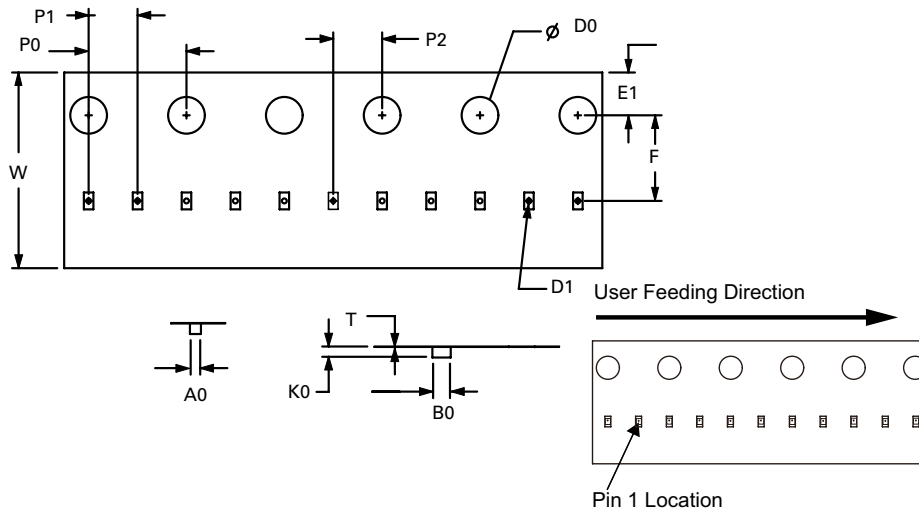 P1
P0
P2
ø D0
E1
F
W
D1
User Feeding Direction
T
A0
K0
B0
Pin 1 Location